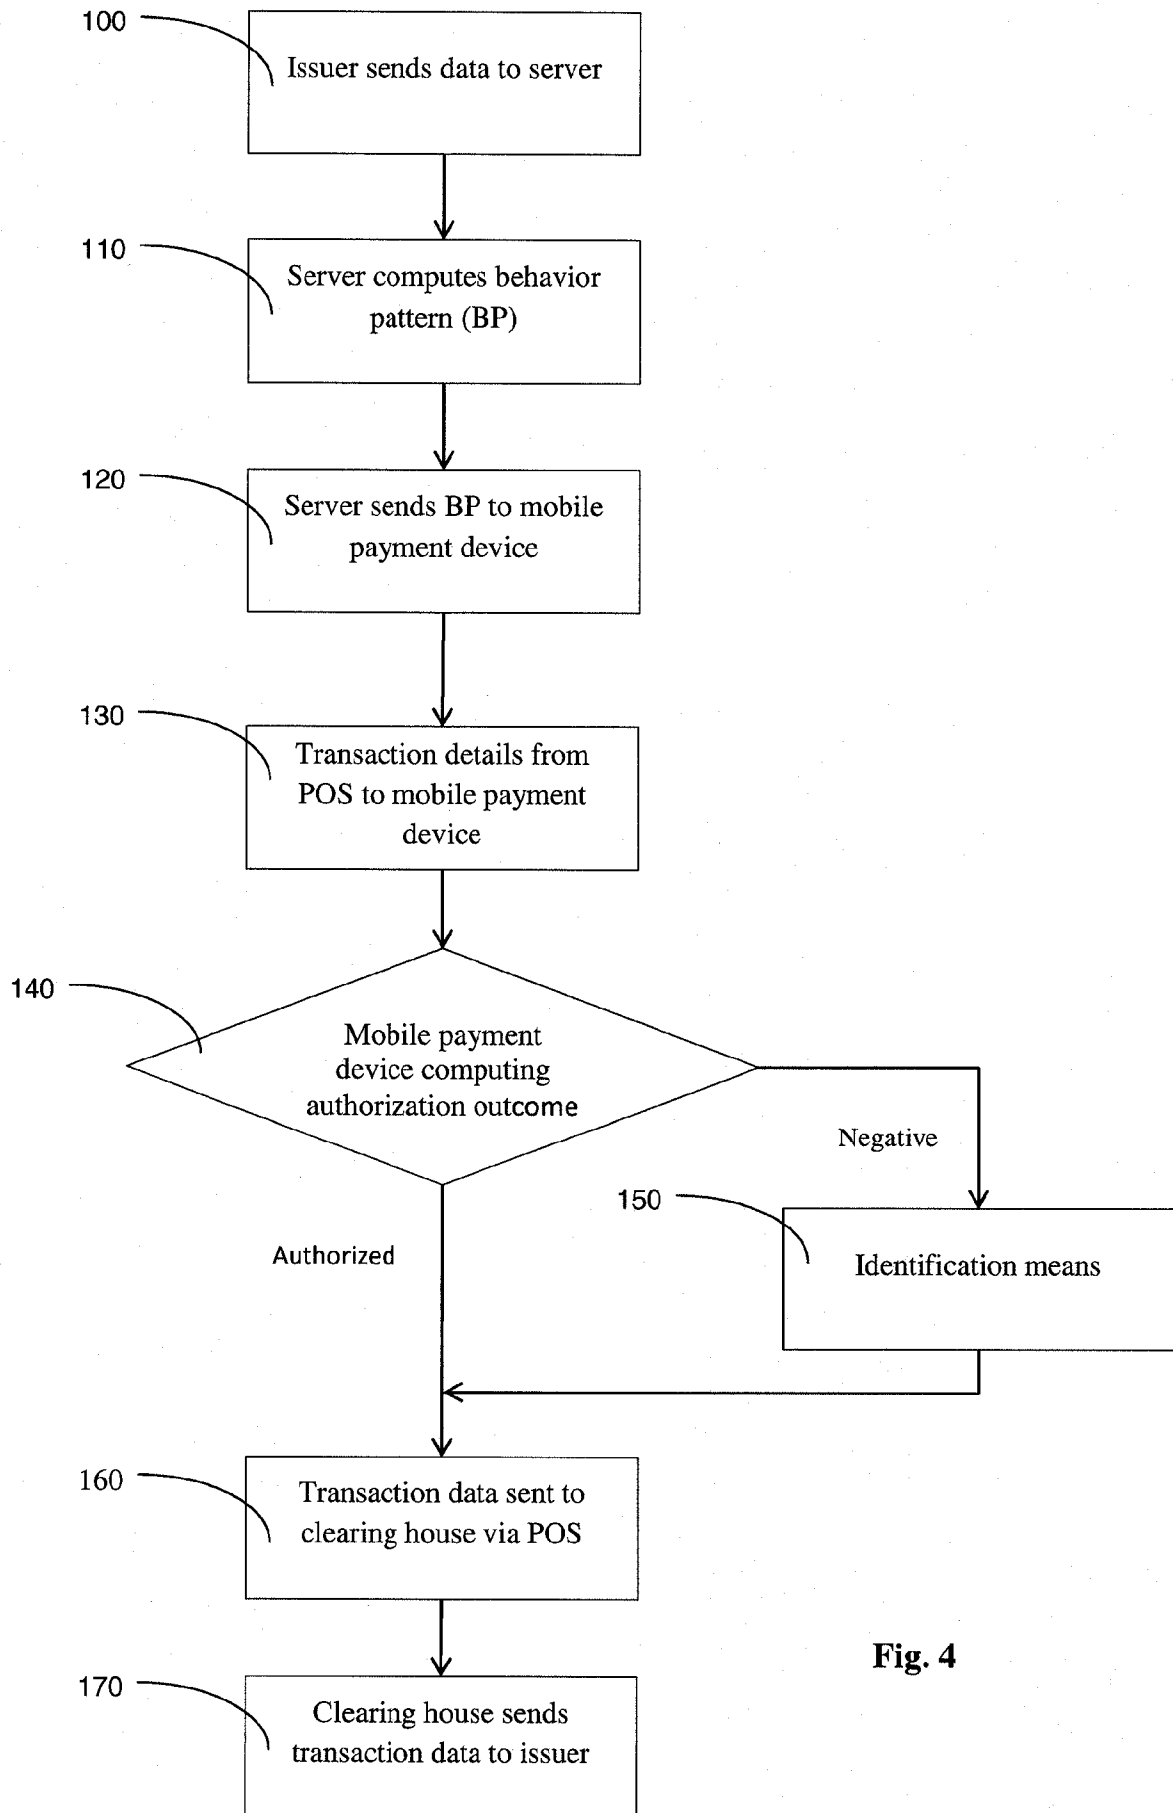 100
Issuer sends data to server
110
Server computes behavior
pattern (BP)
120
Server sends BP to mobile
payment device
130
Transaction details from
POS to mobile payment
device
140
Mobile payment
device computing
authorization outcome
Negative
150
Identification means
Authorized
160
Transaction data sent to
clearing house via POS
170
Clearing house sends
transaction data to issuer
Fig. 4